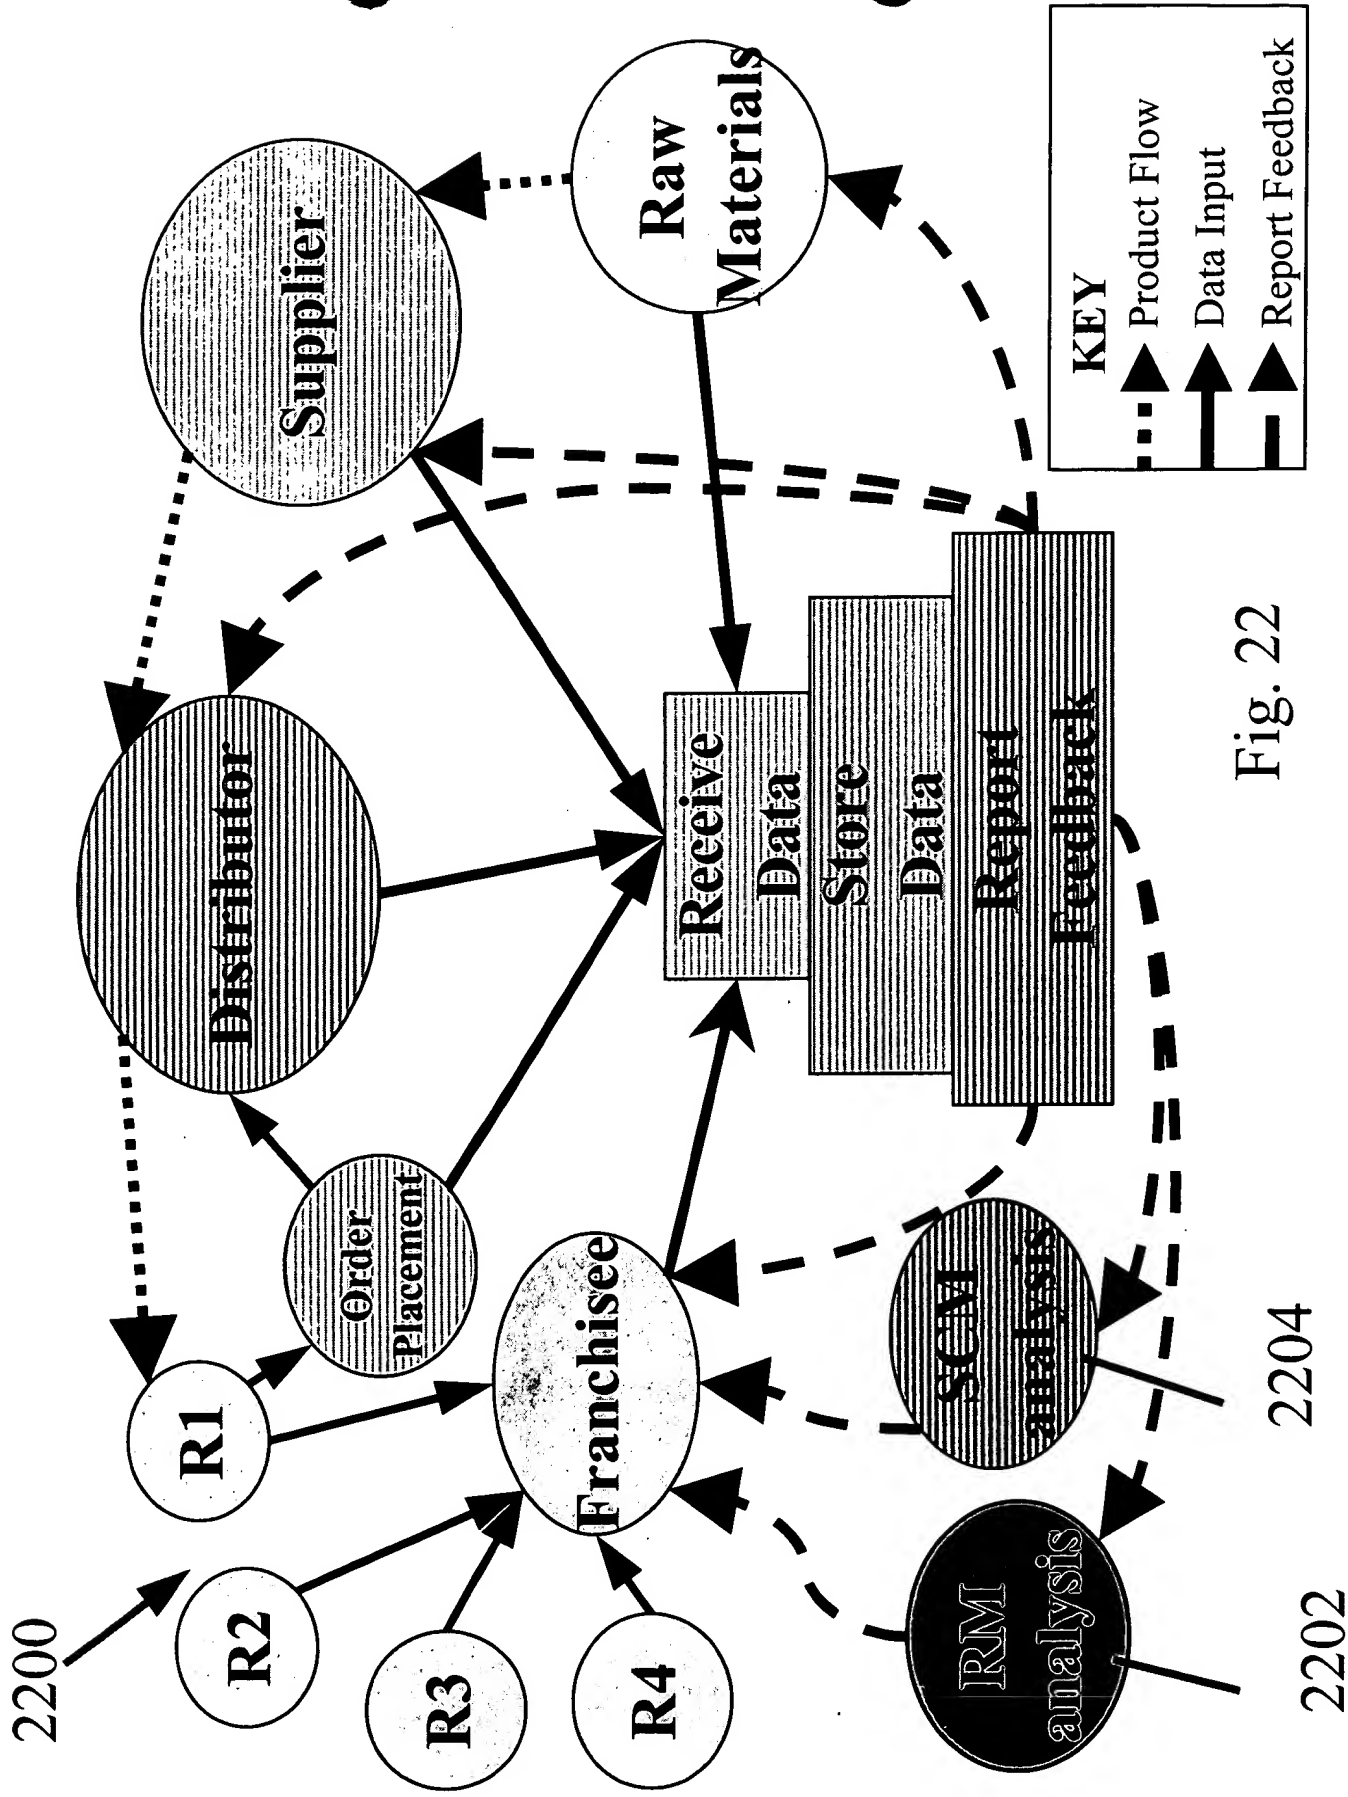 2200
R1
R2
R3
R4
Order
Placement
Distributor
Supplier
Franchisee
Raw
Materials
Receive
Data
Store
Data
Report
Feedback
RM
analysis
SCM
analysis
2202
2204
KEY
Product Flow
Data Input
Report Feedback
Fig. 22